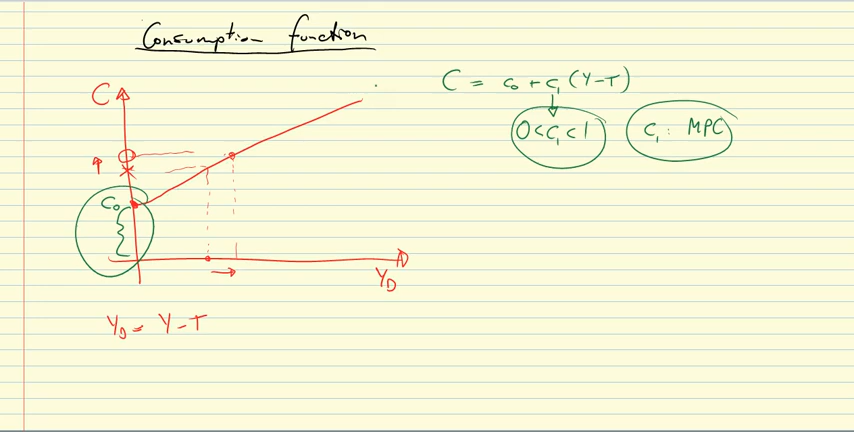 Consumption function
C = c₀ + c₁ (Y-T)
C
0<c₁<1
c₁ : MPC
C₀
Y_D
Y_D = Y - T